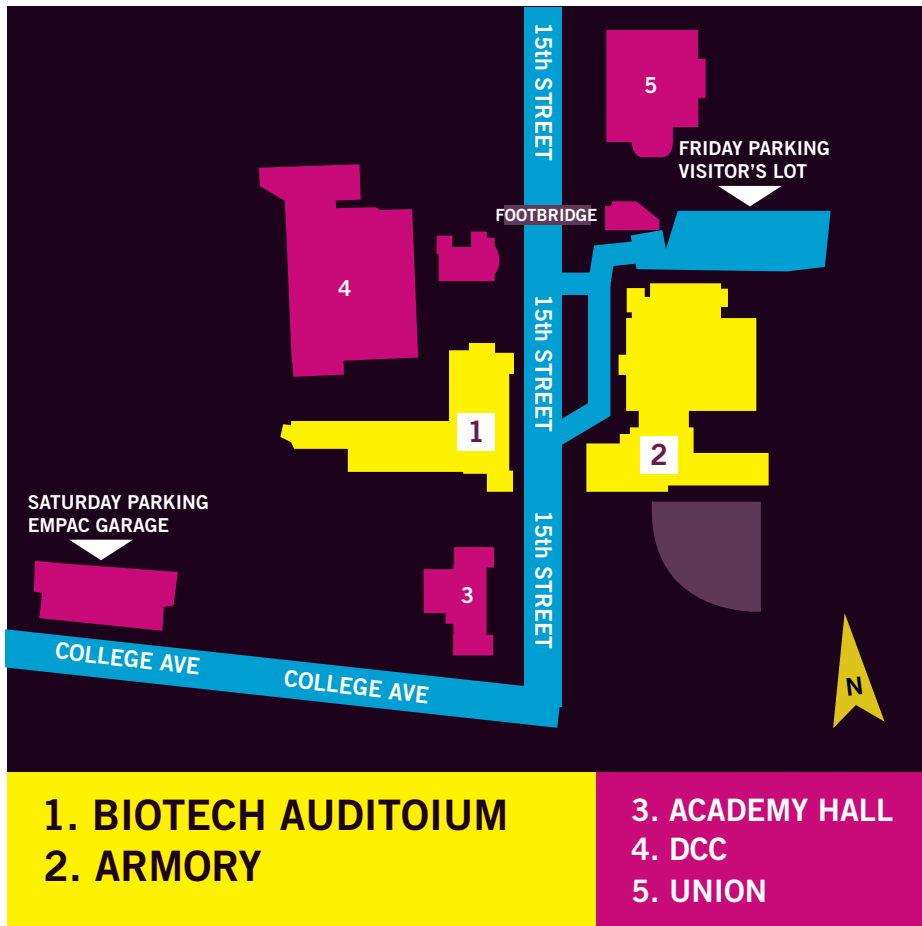 15th STREET
5
FRIDAY PARKING
VISITOR'S LOT
FOOTBRIDGE
4
15th STREET
1
2
SATURDAY PARKING
EMPAC GARAGE
15th STREET
3
COLLEGE AVE
COLLEGE AVE
N
1. BIOTECH AUDITOIUM
2. ARMORY
3. ACADEMY HALL
4. DCC
5. UNION